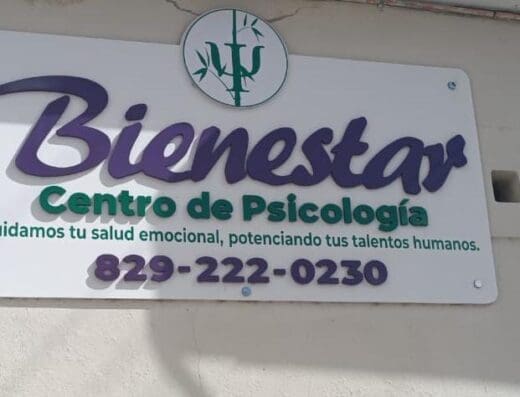 Bienestar
Centro de Psicología
uidamos tu salud emocional, potenciando tus talentos humanos.
829-222-0230